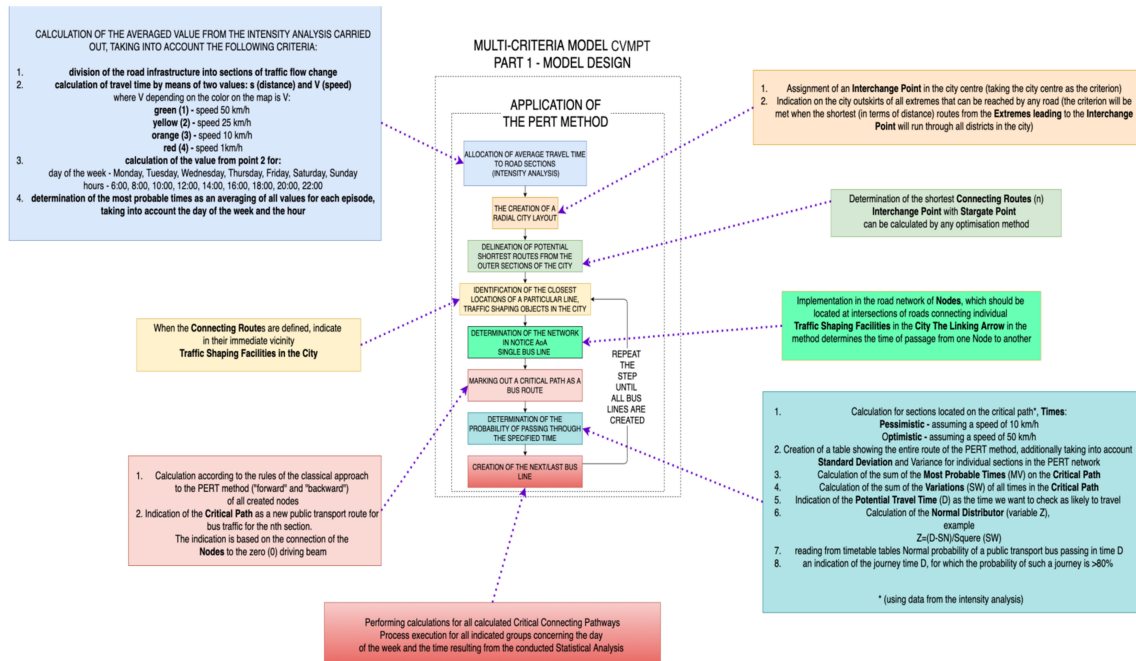 CALCULATION OF THE AVERAGED VALUE FROM THE INTENSITY ANALYSIS CARRIED
OUT, TAKING INTO ACCOUNT THE FOLLOWING CRITERIA:
1. division of the road infrastructure into sections of traffic flow change
2. calculation of travel time by means of two values: s (distance) and V (speed)
where V depending on the color on the map is V:
green (1) - speed 50 km/h
yellow (2) - speed 25 km/h
orange (3) - speed 10 km/h
red (4) - speed 1km/h
3. calculation of the value from point 2 for:
day of the week - Monday, Tuesday, Wednesday, Thursday, Friday, Saturday, Sunday
hours - 6:00, 8:00, 10:00, 12:00, 14:00, 16:00, 18:00, 20:00, 22:00
4. determination of the most probable times as an averaging of all values for each episode,
taking into account the day of the week and the hour
MULTI-CRITERIA MODEL CVMPT
PART 1 - MODEL DESIGN
APPLICATION OF
THE PERT METHOD
ALLOCATION OF AVERAGE TRAVEL TIME
TO ROAD SECTIONS
(INTENSITY ANALYSIS)
THE CREATION OF A
RADIAL CITY LAYOUT
DELINEATION OF POTENTIAL
SHORTEST ROUTES FROM THE
OUTER SECTIONS OF THE CITY
IDENTIFICATION OF THE CLOSEST
LOCATIONS OF A PARTICULAR LINE,
TRAFFIC SHAPING OBJECTS IN THE CITY
DETERMINATION OF THE NETWORK
IN NOTICE AoA
SINGLE BUS LINE
MARKING OUT A CRITICAL PATH AS A
BUS ROUTE
DETERMINATION OF THE
PROBABILITY OF PASSING THROUGH
THE SPECIFIED TIME
CREATION OF THE NEXT/LAST BUS
LINE
REPEAT
THE
STEP
UNTIL
ALL BUS
LINES ARE
CREATED
1. Assignment of an Interchange Point in the city centre (taking the city centre as the criterion)
2. Indication on the city outskirts of all extremes that can be reached by any road (the criterion will be
met when the shortest (in terms of distance) routes from the Extremes leading to the Interchange
Point will run through all districts in the city)
Determination of the shortest Connecting Routes (n)
Interchange Point with Stargate Point
can be calculated by any optimisation method
When the Connecting Routes are defined, indicate
in their immediate vicinity
Traffic Shaping Facilities in the City
Implementation in the road network of Nodes, which should be
located at intersections of roads connecting individual
Traffic Shaping Facilities in the City The Linking Arrow in the
method determines the time of passage from one Node to another
1. Calculation according to the rules of the classical approach
to the PERT method ("forward" and "backward")
of all created nodes
2. Indication of the Critical Path as a new public transport route for
bus traffic for the nth section.
The indication is based on the connection of the
Nodes to the zero (0) driving beam
1. Calculation for sections located on the critical path*, Times:
Pessimistic - assuming a speed of 10 km/h
Optimistic - assuming a speed of 50 km/h
2. Creation of a table showing the entire route of the PERT method, additionally taking into account
Standard Deviation and Variance for individual sections in the PERT network
3. Calculation of the sum of the Most Probable Times (MV) on the Critical Path
4. Calculation of the sum of the Variations (SW) of all times in the Critical Path
5. Indication of the Potential Travel Time (D) as the time we want to check as likely to travel
6. Calculation of the Normal Distributor (variable Z),
example
Z=(D-SN)/Squere (SW)
7. reading from timetable tables Normal probability of a public transport bus passing in time D
8. an indication of the journey time D, for which the probability of such a journey is >80%
* (using data from the intensity analysis)
Performing calculations for all calculated Critical Connecting Pathways
Process execution for all indicated groups concerning the day
of the week and the time resulting from the conducted Statistical Analysis